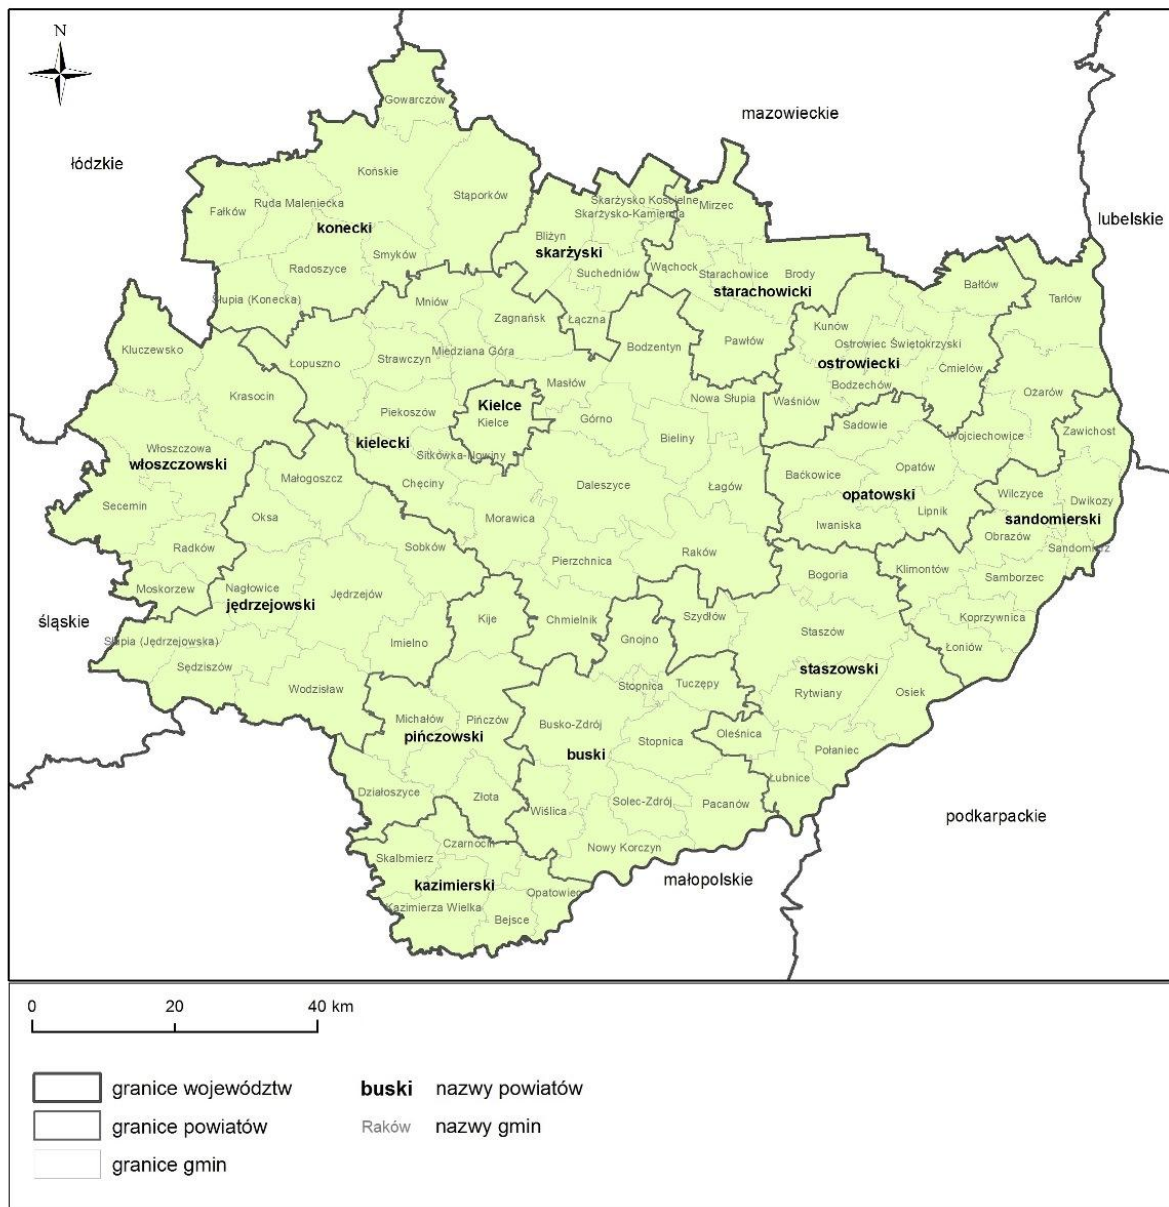 N
mazowieckie
łódzkie
lubelskie
śląskie
podkarpackie
małopolskie
Gowarczów
Końskie
Stąporków
Fałków
Ruda Maleniecka
konecki
Smyków
Radoszyce
Słupia (Konecka)
Skarżysko Kościelne
Skarżysko-Kamienna
Bliżyn
skarżyski
Suchedniów
Łączna
Mirzec
Wąchock
Starachowice
Brody
starachowicki
Pawłów
Bałtów
Tarłów
Kunów
Ostrowiec Świętokrzyski
ostrowiecki
Ćmielów
Bodzechów
Waśniów
Ożarów
Sadowie
Wojciechowice
Baćkowice
Opatów
opatowski
Lipnik
Iwaniska
Zawichost
Wilczyce
Dwikozy
sandomierski
Obrazów
Sandomierz
Klimontów
Samborzec
Koprzywnica
Łoniów
Mniów
Zagnańsk
Łopuszno
Strawczyn
Miedziana Góra
Bodzentyn
Masłów
Nowa Słupia
Piekoszów
Kielce
Kielce
Górno
Bieliny
kielecki
Sitkówka-Nowiny
Chęciny
Daleszyce
Łagów
Morawica
Pierzchnica
Raków
Chmielnik
Kluczewsko
Krasocin
Włoszczowa
włoszczowski
Secemin
Radków
Moskorzew
Małogoszcz
Oksa
Sobków
Nagłowice
Jędrzejów
jędrzejowski
Imielno
Słupia (Jędrzejowska)
Sędziszów
Wodzisław
Kije
Michałów
Pińczów
pińczowski
Działoszyce
Złota
Gnojno
Stopnica
Tuczępy
Busko-Zdrój
Stopnica
buski
Wiślica
Solec-Zdrój
Pacanów
Nowy Korczyn
Bogoria
Szydłów
Staszów
staszowski
Rytwiany
Osiek
Oleśnica
Połaniec
Łubnice
Czarnocin
Skalbmierz
kazimierski
Kazimierza Wielka
Opatowiec
Bejsce
0 20 40 km
granice województw
granice powiatów
granice gmin
buski nazwy powiatów
Raków nazwy gmin